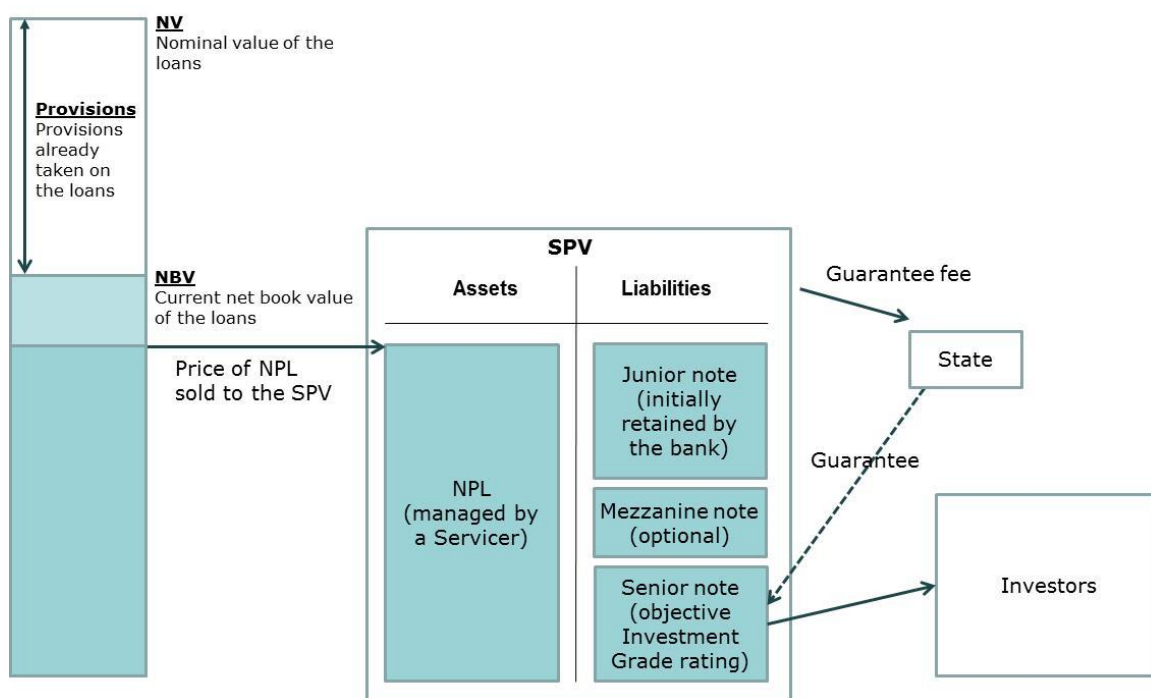 NV
Nominal value of the
loans
Provisions
Provisions
already
taken on
the loans
NBV
Current net book value
of the loans
Price of NPL
sold to the SPV
SPV
Assets
Liabilities
NPL
(managed by
a Servicer)
Junior note
(initially
retained by
the bank)
Mezzanine note
(optional)
Senior note
(objective
Investment
Grade rating)
Guarantee fee
State
Guarantee
Investors